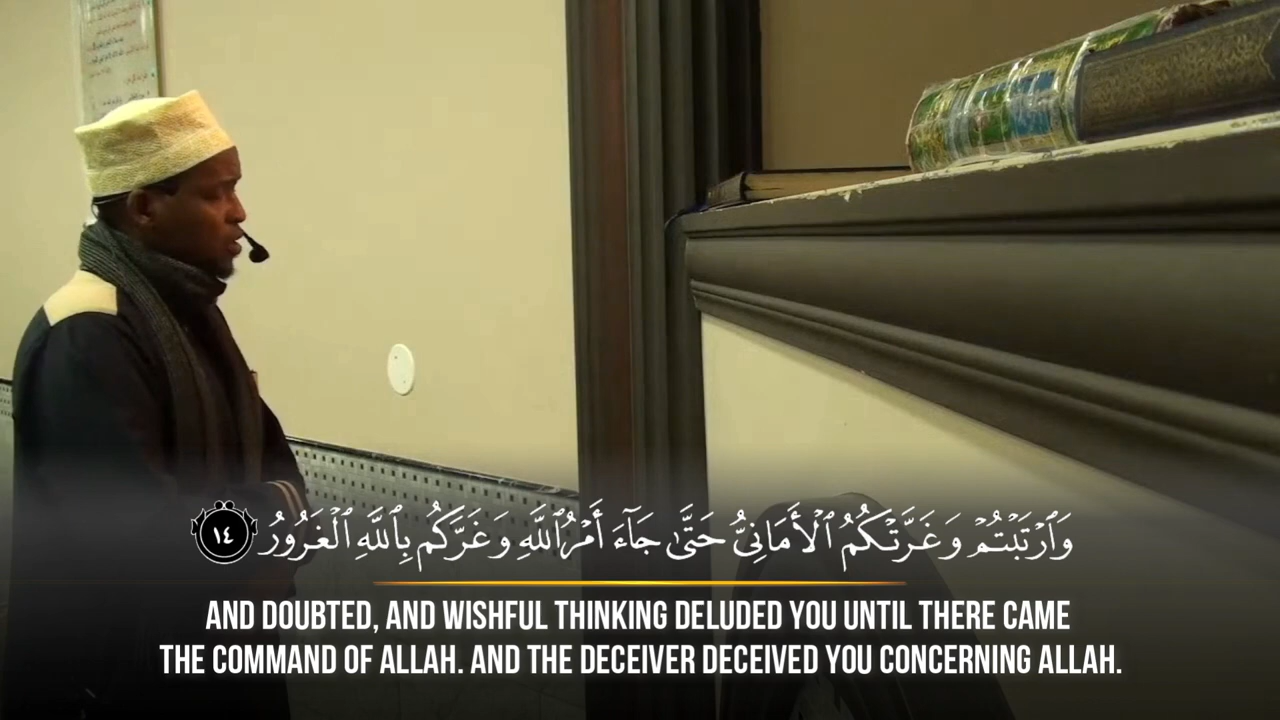 وَٱرْتَبْتُمْ وَغَرَّتْكُمُ ٱلْأَمَانِىُّ حَتَّىٰ جَآءَ أَمْرُ ٱللَّهِ وَغَرَّكُم بِٱللَّهِ ٱلْغَرُورُ ١٤
AND DOUBTED, AND WISHFUL THINKING DELUDED YOU UNTIL THERE CAME
THE COMMAND OF ALLAH. AND THE DECEIVER DECEIVED YOU CONCERNING ALLAH.